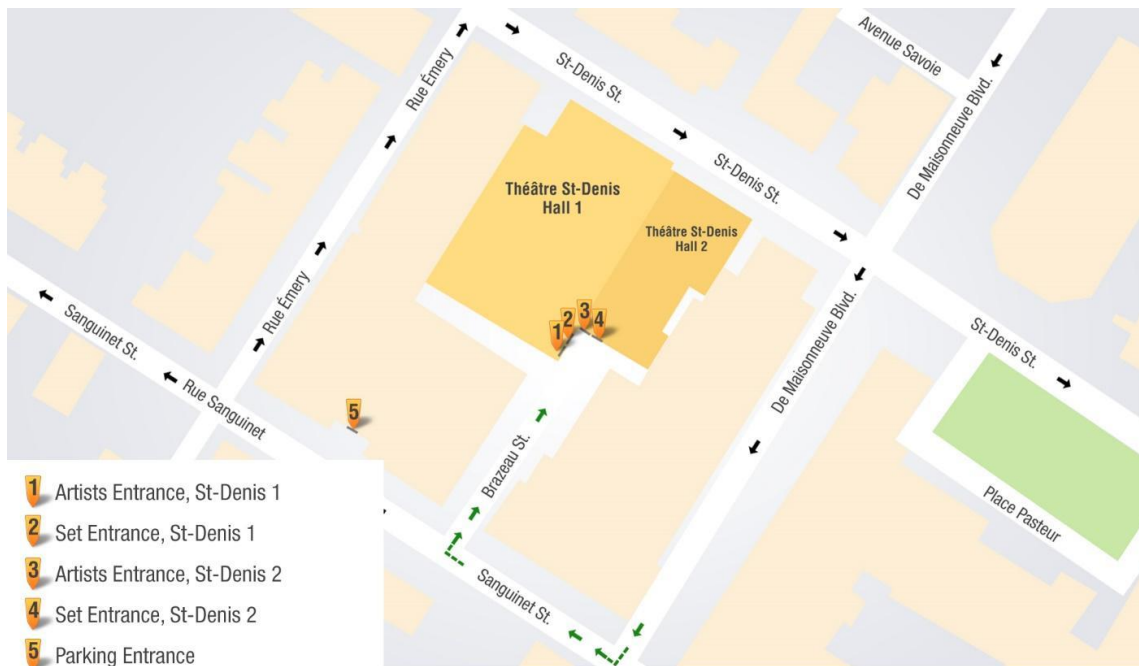 Avenue Savoie
St-Denis St.
De Maisonneuve Blvd.
Rue Émery
St-Denis St.
Théâtre St-Denis
Hall 1
Théâtre St-Denis
Hall 2
Rue Émery
Sanguinet St.
De Maisonneuve Blvd.
St-Denis St.
1
2
3
4
Rue Sanguinet
5
Brazeau St.
Place Pasteur
Sanguinet St.
1 Artists Entrance, St-Denis 1
2 Set Entrance, St-Denis 1
3 Artists Entrance, St-Denis 2
4 Set Entrance, St-Denis 2
5 Parking Entrance